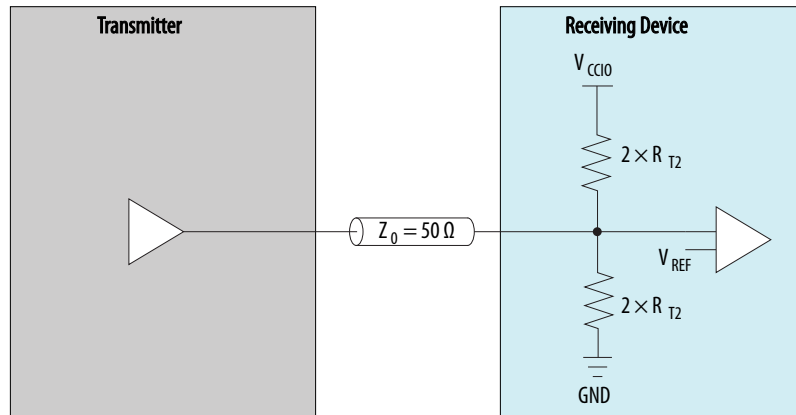 Transmitter
Receiving Device
V CCIO
2 × R T2
Z 0 = 50 Ω
V REF
2 × R T2
GND